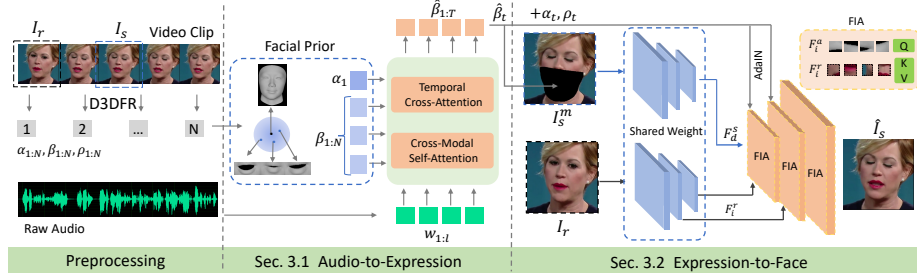 I_r
I_s
Video Clip
D3DFR
1
2
...
N
α_{1:N}, β_{1:N}, ρ_{1:N}
Raw Audio
Preprocessing
Facial Prior
α_1
β_{1:N}
β̂_{1:T}
Temporal
Cross-Attention
Cross-Modal
Self-Attention
w_{1:l}
Sec. 3.1 Audio-to-Expression
β̂_t
+α_t, ρ_t
I_s^m
I_r
Shared Weight
F_d^s
F_i^r
AdaIN
FIA
FIA
FIA
FIA
F_i^a
Q
F_i^r
K
V
Î_s
Sec. 3.2 Expression-to-Face